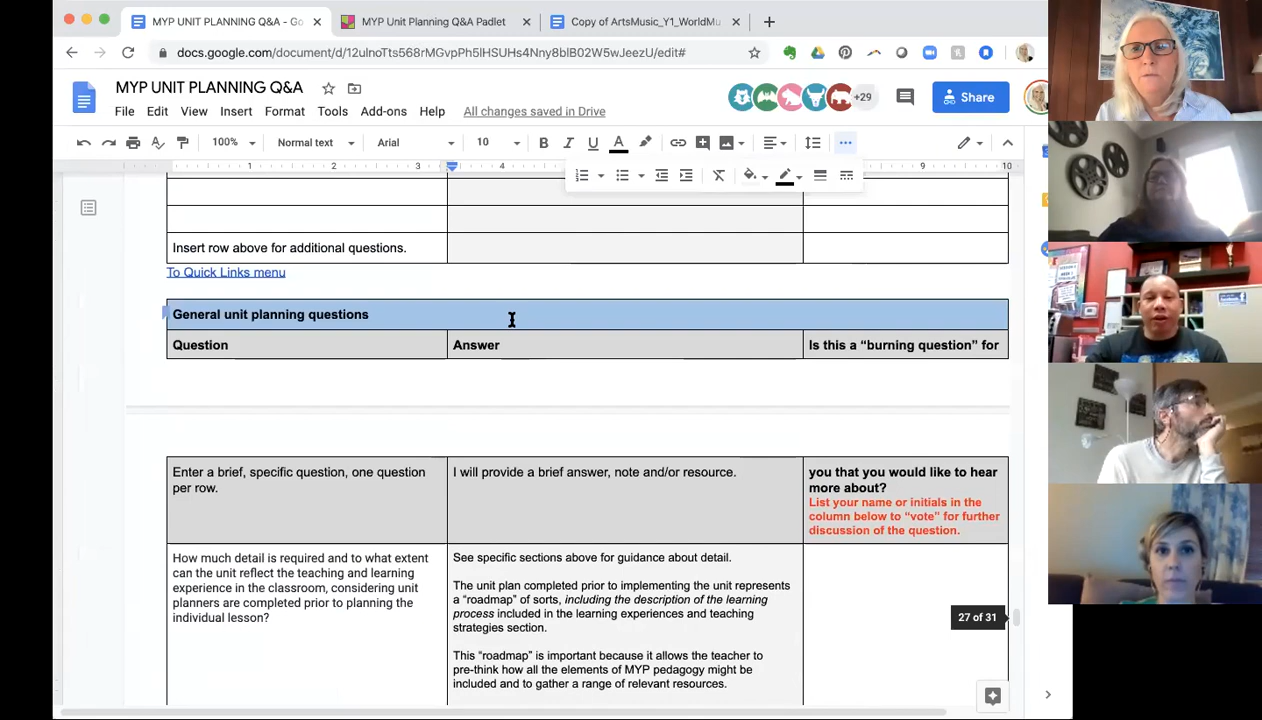 MYP UNIT PLANNING Q&A - Go
MYP Unit Planning Q&A Padlet
Copy of ArtsMusic_Y1_WorldMu
docs.google.com/document/d/12ulnoTts568rMGvpPh5lHSUHs4Nny8blB02W5wJeezU/edit#
MYP UNIT PLANNING Q&A
+29
Share
File Edit View Insert Format Tools Add-ons Help All changes saved in Drive
100% Normal text Arial 10
1 2 3 4 10
Insert row above for additional questions.
To Quick Links menu
General unit planning questions
Question
Answer
Is this a “burning question” for
Enter a brief, specific question, one question
per row.
I will provide a brief answer, note and/or resource.
you that you would like to hear
more about?
List your name or initials in the
column below to “vote” for further
discussion of the question.
How much detail is required and to what extent
can the unit reflect the teaching and learning
experience in the classroom, considering unit
planners are completed prior to planning the
individual lesson?
See specific sections above for guidance about detail.
The unit plan completed prior to implementing the unit represents
a “roadmap” of sorts, including the description of the learning
process included in the learning experiences and teaching
strategies section.
This “roadmap” is important because it allows the teacher to
pre-think how all the elements of MYP pedagogy might be
included and to gather a range of relevant resources.
27 of 31